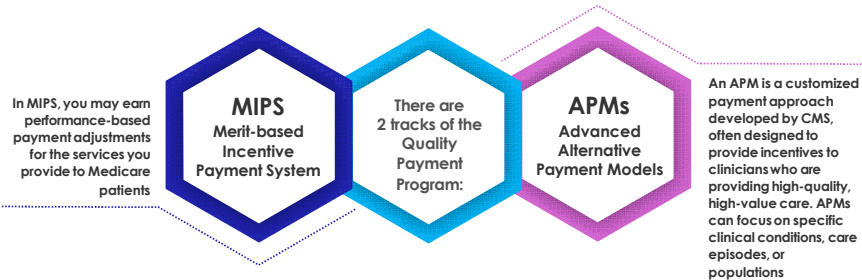 In MIPS, you may earn
performance-based
payment adjustments
for the services you
provide to Medicare
patients
MIPS
Merit-based
Incentive
Payment System
There are
2 tracks of the
Quality
Payment
Program:
APMs
Advanced
Alternative
Payment Models
An APM is a customized
payment approach
developed by CMS,
often designed to
provide incentives to
clinicians who are
providing high-quality,
high-value care. APMs
can focus on specific
clinical conditions, care
episodes, or
populations